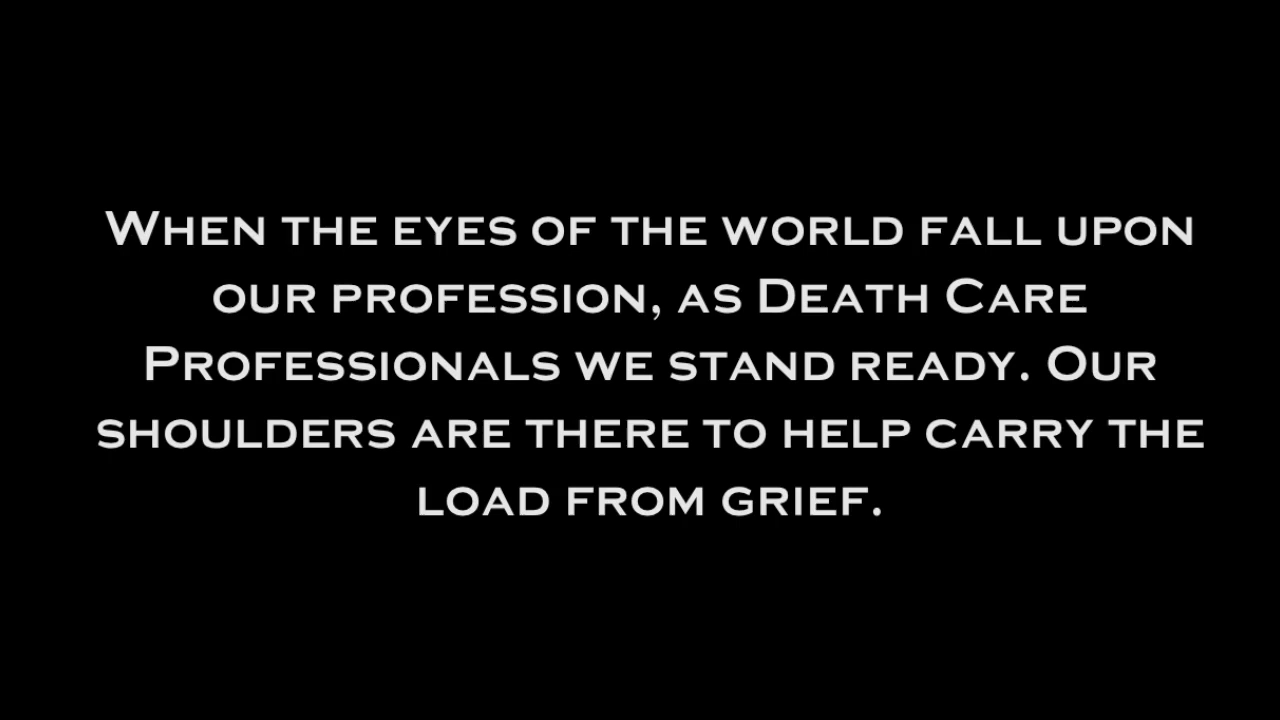 When the eyes of the world fall upon
our profession, as Death Care
Professionals we stand ready. Our
shoulders are there to help carry the
load from grief.